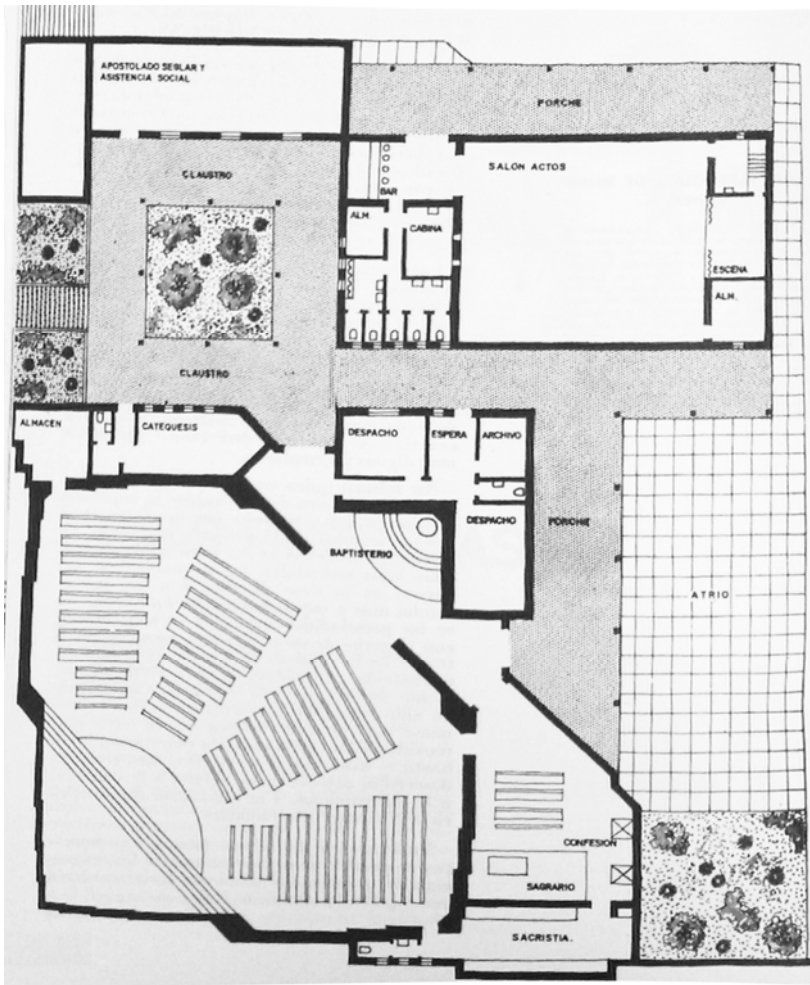 APOSTOLADO SEGLAR Y
ASISTENCIA SOCIAL
PORCHE
CLAUSTRO
SALON ACTOS
BAR
ALM.
CABINA
ESCENA
ALM.
CLAUSTRO
ALMACEN
CATEQUESIS
DESPACHO
ESPERA
ARCHIVO
DESPACHO
PORCHE
BAPTISTERIO
ATRIO
CONFESION
SAGRARIO
SACRISTIA.